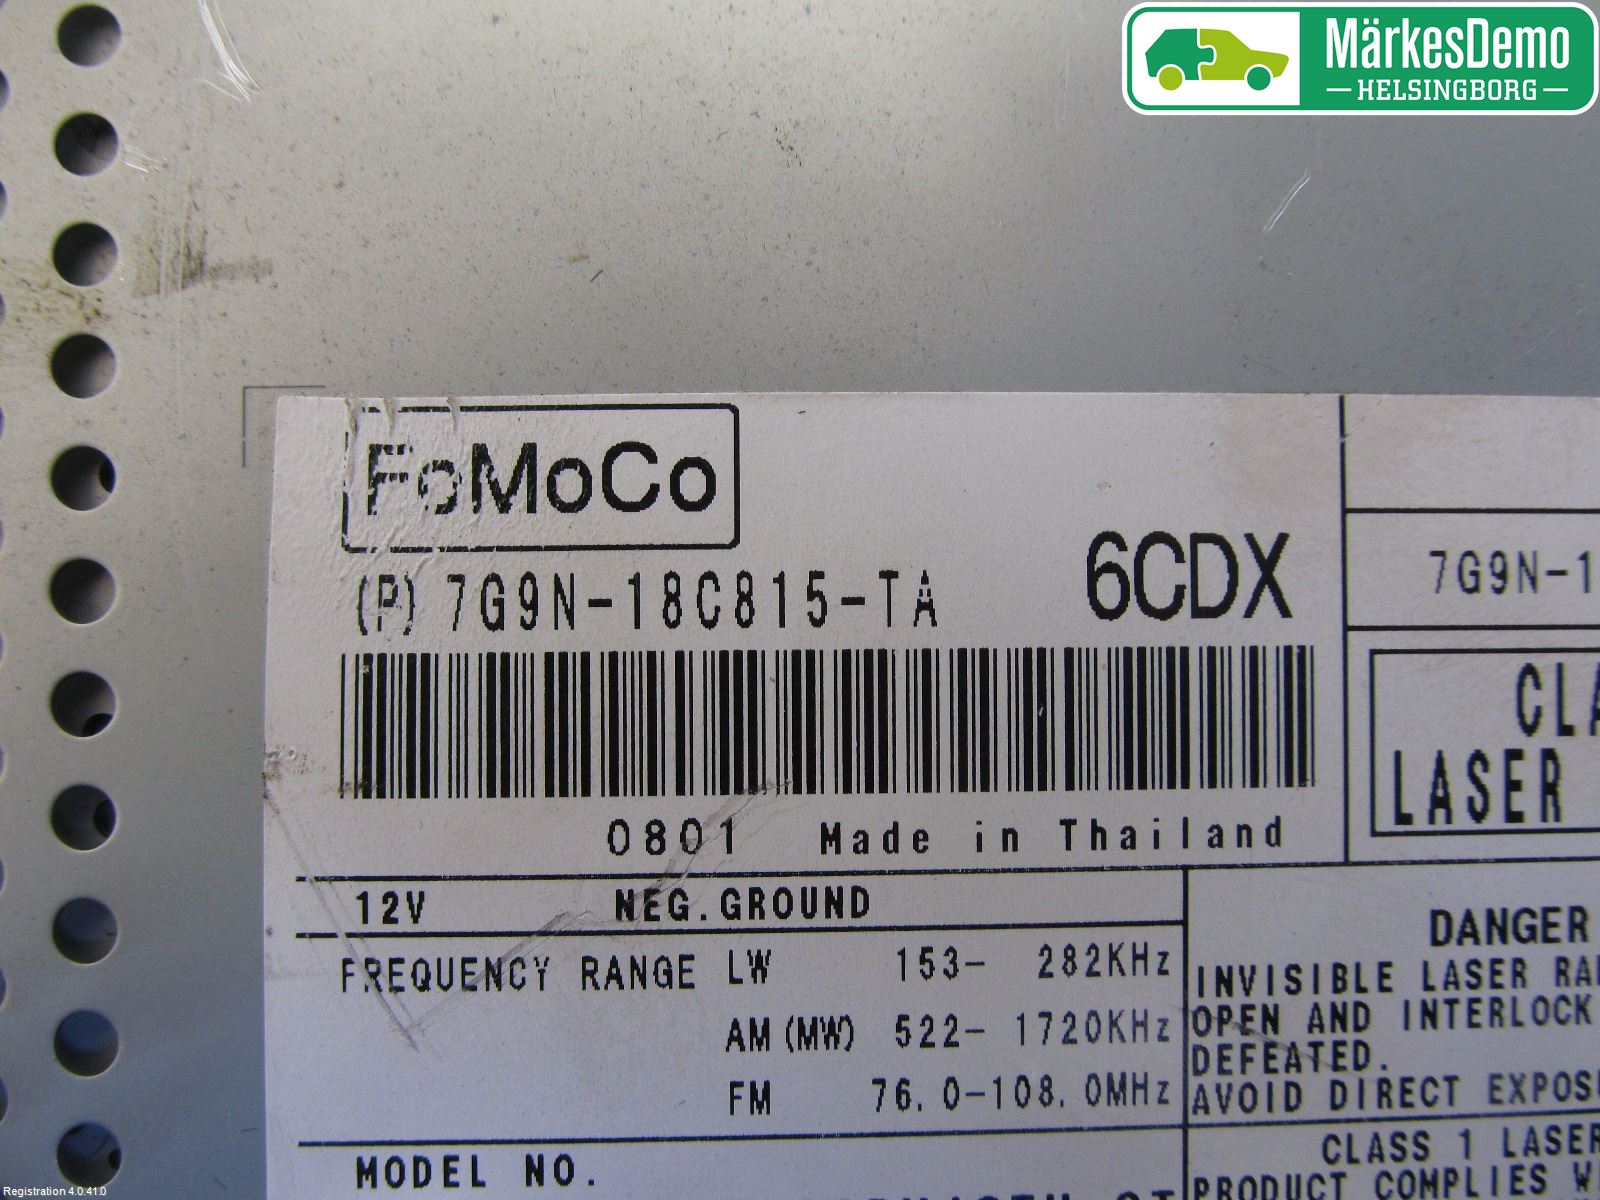 MärkesDemo
HELSINGBORG
FoMoCo
(P) 7G9N-18C815-TA
6CDX
7G9N-1
CLA
LASER
0801 Made in Thailand
12V NEG.GROUND
FREQUENCY RANGE LW 153- 282KHz
AM (MW) 522- 1720KHz
FM 76.0-108.0MHz
MODEL NO.
DANGER
INVISIBLE LASER RA
OPEN AND INTERLOCK
DEFEATED.
AVOID DIRECT EXPOS
CLASS 1 LASER
PRODUCT COMPLIES W
Registration 4.0.41.0